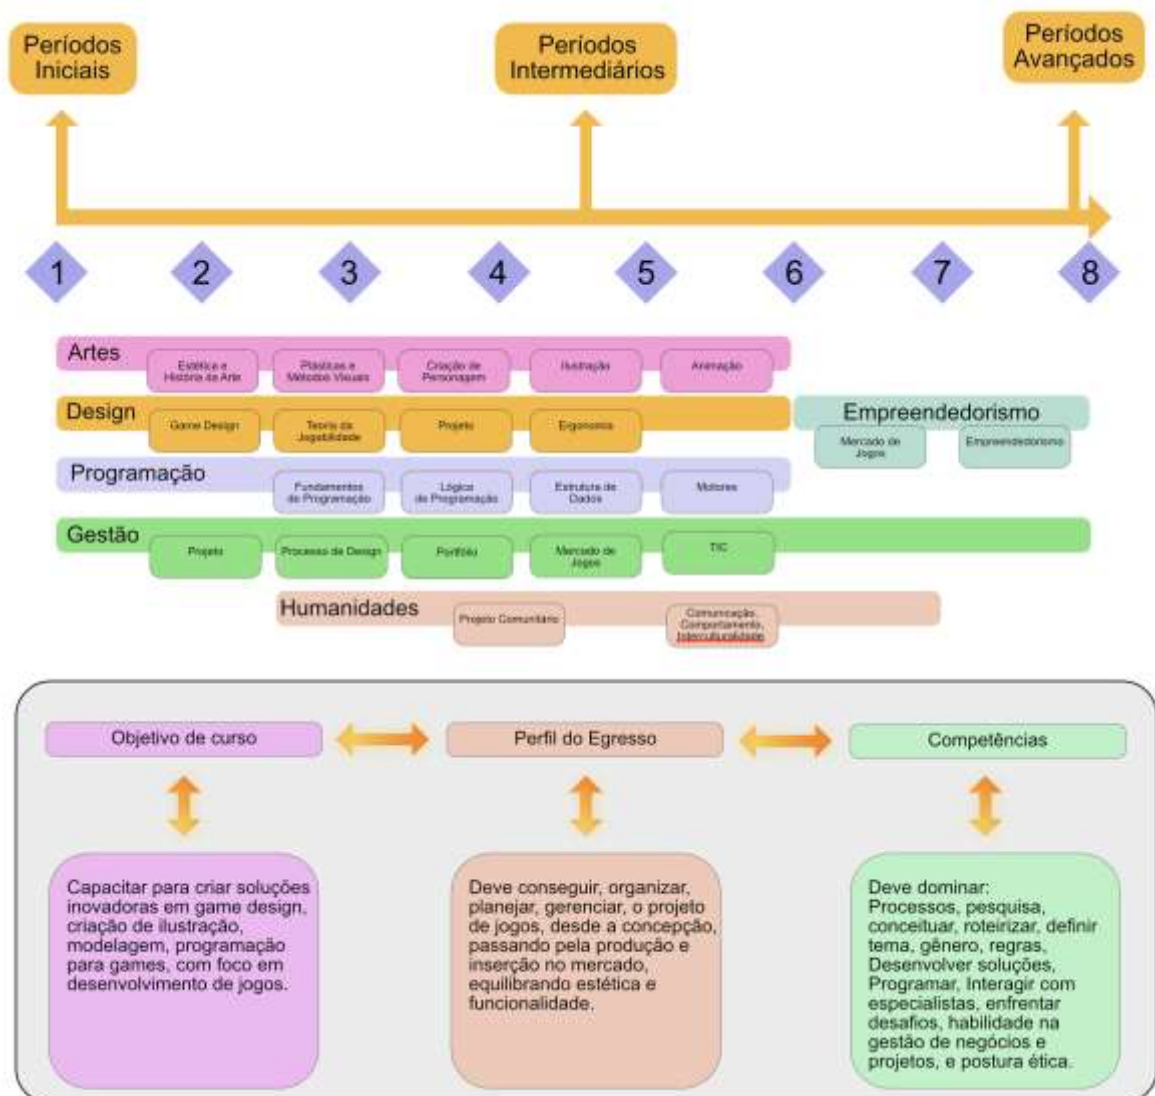 Períodos
Iniciais
Períodos
Intermediários
Períodos
Avançados
1
2
3
4
5
6
7
8
Artes
Estética e
História da Arte
Plásticas e
Métodos Visuais
Criação de
Personagem
Ilustração
Animação
Design
Game Design
Teoria da
Jogabilidade
Projeto
Ergonomia
Empreendedorismo
Mercado de
Jogos
Empreendedorismo
Programação
Fundamentos
de Programação
Lógica
de Programação
Estrutura de
Dados
Motores
Gestão
Projeto
Processo de Design
Portfólio
Mercado de
Jogos
TIC
Humanidades
Projeto Comunitário
Comunicação,
Comportamento,
Interculturalidade
Objetivo de curso
Perfil do Egresso
Competências
Capacitar para criar soluções
inovadoras em game design,
criação de ilustração,
modelagem, programação
para games, com foco em
desenvolvimento de jogos.
Deve conseguir, organizar,
planejar, gerenciar, o projeto
de jogos, desde a concepção,
passando pela produção e
inserção no mercado,
equilibrando estética e
funcionalidade.
Deve dominar:
Processos, pesquisa,
conceituar, roteirizar, definir
tema, gênero, regras,
Desenvolver soluções,
Programar, Interagir com
especialistas, enfrentar
desafios, habilidade na
gestão de negócios e
projetos, e postura ética.